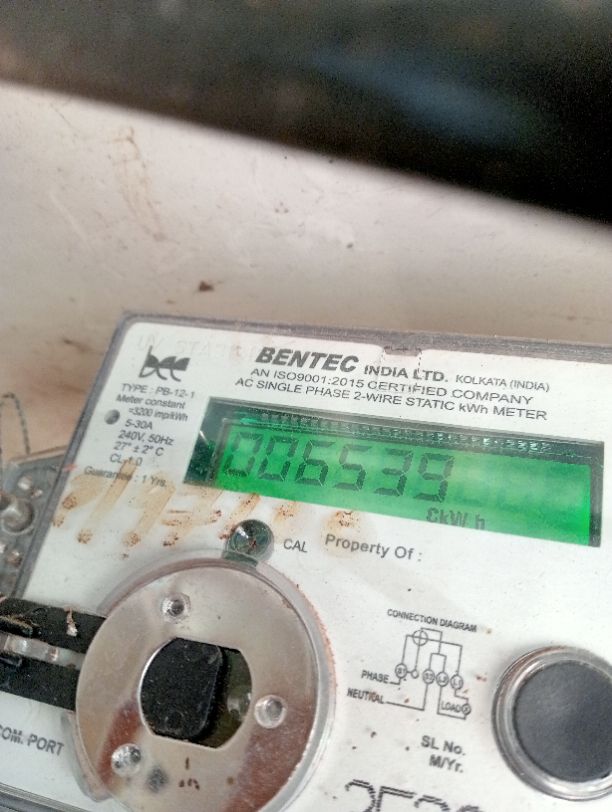 BENTEC INDIA LTD. KOLKATA (INDIA)
AN ISO9001:2015 CERTIFIED COMPANY
AC SINGLE PHASE 2-WIRE STATIC kWh METER
TYPE : PB-12-1
Meter constant
=3200 imp/kWh
5-30A
240V, 50Hz
27° ± 2° C
CL-1.0
Guarantee : 1 Yrs.
006539
CkWh
CAL
Property Of :
CONNECTION DIAGRAM
PHASE
NEUTRAL
LOAD
COM. PORT
SL No.
M/Yr.